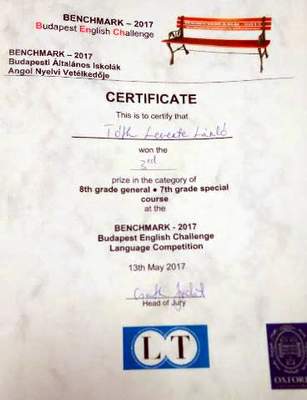 BENCHMARK – 2017
Budapest English Challenge
BENCHMARK – 2017
Budapesti Általános Iskolák
Angol Nyelvi Vetélkedője
CERTIFICATE
This is to certify that
Tóth Levente László
won the
3rd
prize in the category of
8th grade general • 7th grade special
course
at the
BENCHMARK - 2017
Budapest English Challenge
Language Competition
13th May 2017
Head of Jury
LT
OXFORD